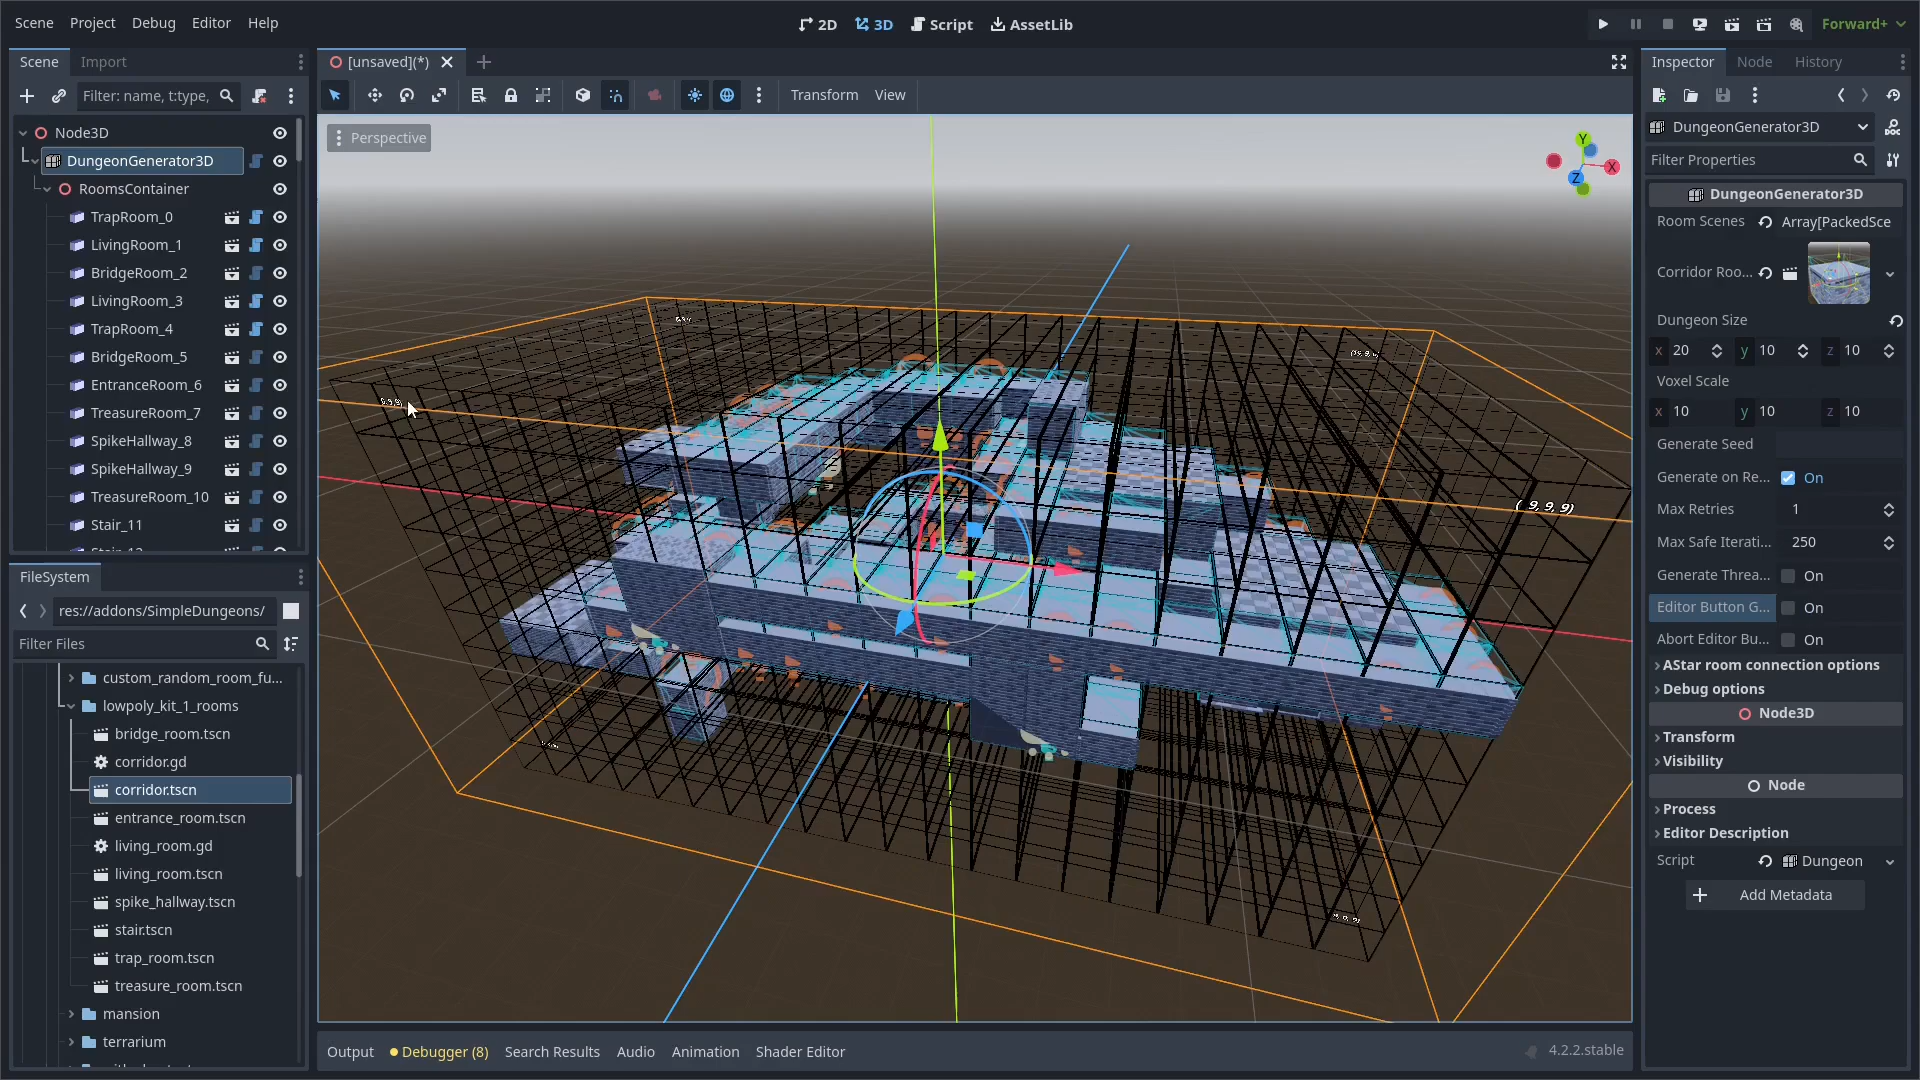 Scene Project Debug Editor Help
2D 3D Script AssetLib
Forward+
Scene Import
Filter: name, t:type,
Node3D
DungeonGenerator3D
RoomsContainer
TrapRoom_0
LivingRoom_1
BridgeRoom_2
LivingRoom_3
TrapRoom_4
BridgeRoom_5
EntranceRoom_6
TreasureRoom_7
SpikeHallway_8
SpikeHallway_9
TreasureRoom_10
Stair_11
FileSystem
res://addons/SimpleDungeons/
Filter Files
custom_random_room_fu...
lowpoly_kit_1_rooms
bridge_room.tscn
corridor.gd
corridor.tscn
entrance_room.tscn
living_room.gd
living_room.tscn
spike_hallway.tscn
stair.tscn
trap_room.tscn
treasure_room.tscn
mansion
terrarium
[unsaved](*)
Transform View
Perspective
Y
X
Z
( 9, 9, 9)
Output Debugger (8) Search Results Audio Animation Shader Editor
4.2.2.stable
Inspector Node History
DungeonGenerator3D
Filter Properties
DungeonGenerator3D
Room Scenes Array[PackedSce
Corridor Roo...
Dungeon Size
x 20 y 10 z 10
Voxel Scale
x 10 y 10 z 10
Generate Seed
Generate on Re... On
Max Retries 1
Max Safe Iterati... 250
Generate Threa... On
Editor Button G... On
Abort Editor Bu... On
AStar room connection options
Debug options
Node3D
Transform
Visibility
Node
Process
Editor Description
Script Dungeon
Add Metadata